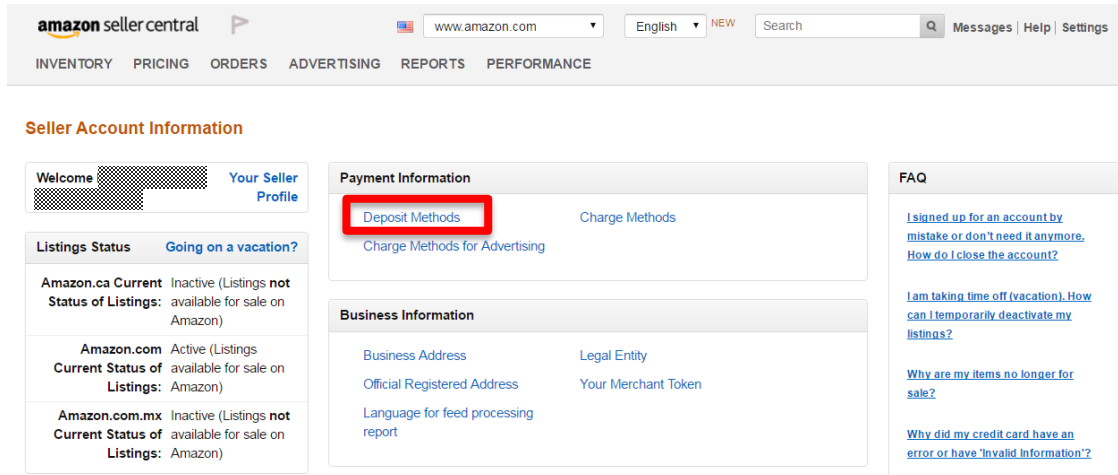 amazon seller central
www.amazon.com
English
NEW
Search
Messages | Help | Settings
INVENTORY PRICING ORDERS ADVERTISING REPORTS PERFORMANCE
Seller Account Information
Welcome
Your Seller
Profile
Listings Status Going on a vacation?
Amazon.ca Current Inactive (Listings not
Status of Listings: available for sale on
Amazon)
Amazon.com Active (Listings
Current Status of available for sale on
Listings: Amazon)
Amazon.com.mx Inactive (Listings not
Current Status of available for sale on
Listings: Amazon)
Payment Information
Deposit Methods Charge Methods
Charge Methods for Advertising
Business Information
Business Address Legal Entity
Official Registered Address Your Merchant Token
Language for feed processing
report
FAQ
I signed up for an account by
mistake or don't need it anymore.
How do I close the account?
I am taking time off (vacation). How
can I temporarily deactivate my
listings?
Why are my items no longer for
sale?
Why did my credit card have an
error or have 'Invalid Information'?